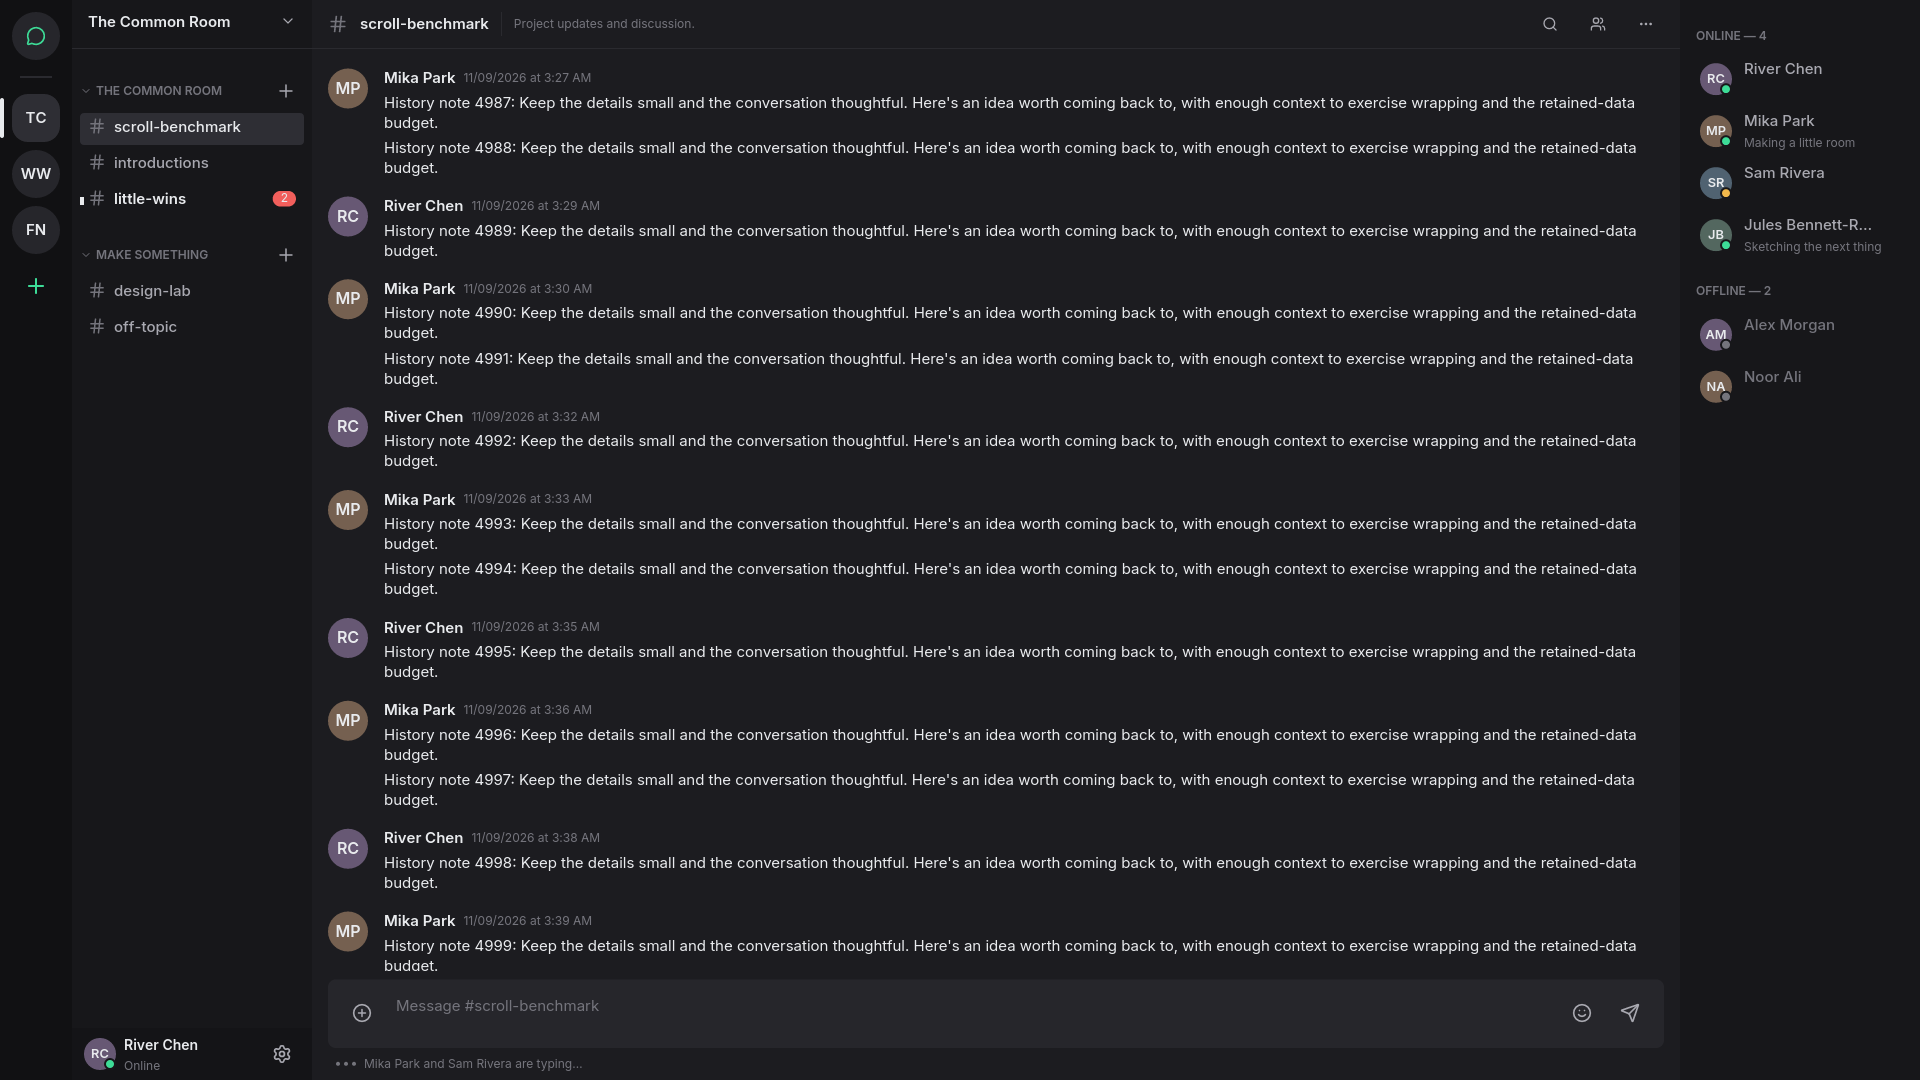 The Common Room
TC
WW
FN
THE COMMON ROOM
scroll-benchmark
introductions
little-wins
2
MAKE SOMETHING
design-lab
off-topic
RC
River Chen
Online
scroll-benchmark
Project updates and discussion.
MP
Mika Park 11/09/2026 at 3:27 AM
History note 4987: Keep the details small and the conversation thoughtful. Here's an idea worth coming back to, with enough context to exercise wrapping and the retained-data
budget.
History note 4988: Keep the details small and the conversation thoughtful. Here's an idea worth coming back to, with enough context to exercise wrapping and the retained-data
budget.
RC
River Chen 11/09/2026 at 3:29 AM
History note 4989: Keep the details small and the conversation thoughtful. Here's an idea worth coming back to, with enough context to exercise wrapping and the retained-data
budget.
MP
Mika Park 11/09/2026 at 3:30 AM
History note 4990: Keep the details small and the conversation thoughtful. Here's an idea worth coming back to, with enough context to exercise wrapping and the retained-data
budget.
History note 4991: Keep the details small and the conversation thoughtful. Here's an idea worth coming back to, with enough context to exercise wrapping and the retained-data
budget.
RC
River Chen 11/09/2026 at 3:32 AM
History note 4992: Keep the details small and the conversation thoughtful. Here's an idea worth coming back to, with enough context to exercise wrapping and the retained-data
budget.
MP
Mika Park 11/09/2026 at 3:33 AM
History note 4993: Keep the details small and the conversation thoughtful. Here's an idea worth coming back to, with enough context to exercise wrapping and the retained-data
budget.
History note 4994: Keep the details small and the conversation thoughtful. Here's an idea worth coming back to, with enough context to exercise wrapping and the retained-data
budget.
RC
River Chen 11/09/2026 at 3:35 AM
History note 4995: Keep the details small and the conversation thoughtful. Here's an idea worth coming back to, with enough context to exercise wrapping and the retained-data
budget.
MP
Mika Park 11/09/2026 at 3:36 AM
History note 4996: Keep the details small and the conversation thoughtful. Here's an idea worth coming back to, with enough context to exercise wrapping and the retained-data
budget.
History note 4997: Keep the details small and the conversation thoughtful. Here's an idea worth coming back to, with enough context to exercise wrapping and the retained-data
budget.
RC
River Chen 11/09/2026 at 3:38 AM
History note 4998: Keep the details small and the conversation thoughtful. Here's an idea worth coming back to, with enough context to exercise wrapping and the retained-data
budget.
MP
Mika Park 11/09/2026 at 3:39 AM
History note 4999: Keep the details small and the conversation thoughtful. Here's an idea worth coming back to, with enough context to exercise wrapping and the retained-data
budget.
Message #scroll-benchmark
Mika Park and Sam Rivera are typing...
ONLINE — 4
RC
River Chen
MP
Mika Park
Making a little room
SR
Sam Rivera
JB
Jules Bennett-R...
Sketching the next thing
OFFLINE — 2
AM
Alex Morgan
NA
Noor Ali